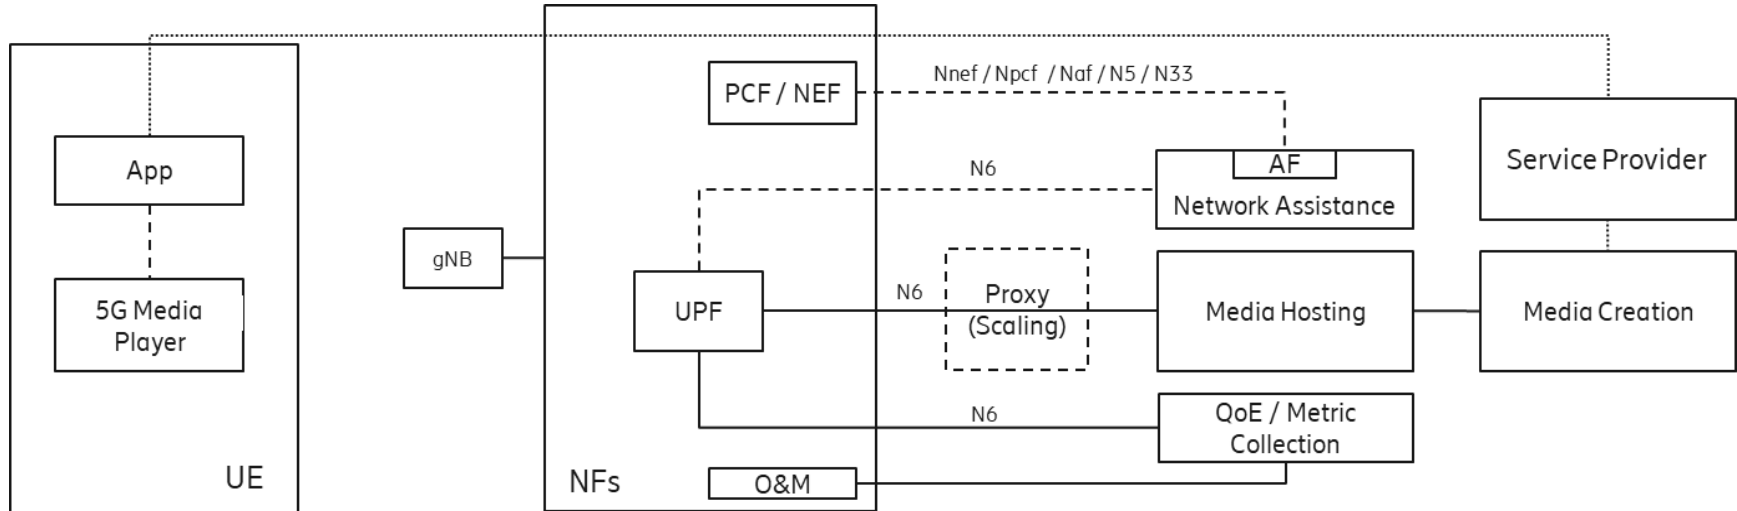 Nnef / Npcf / Naf / N5 / N33
PCF / NEF
App
N6
AF
Network Assistance
Service Provider
gNB
5G Media
Player
UPF
N6
Proxy
(Scaling)
Media Hosting
Media Creation
N6
QoE / Metric
Collection
UE
NFs
O&M